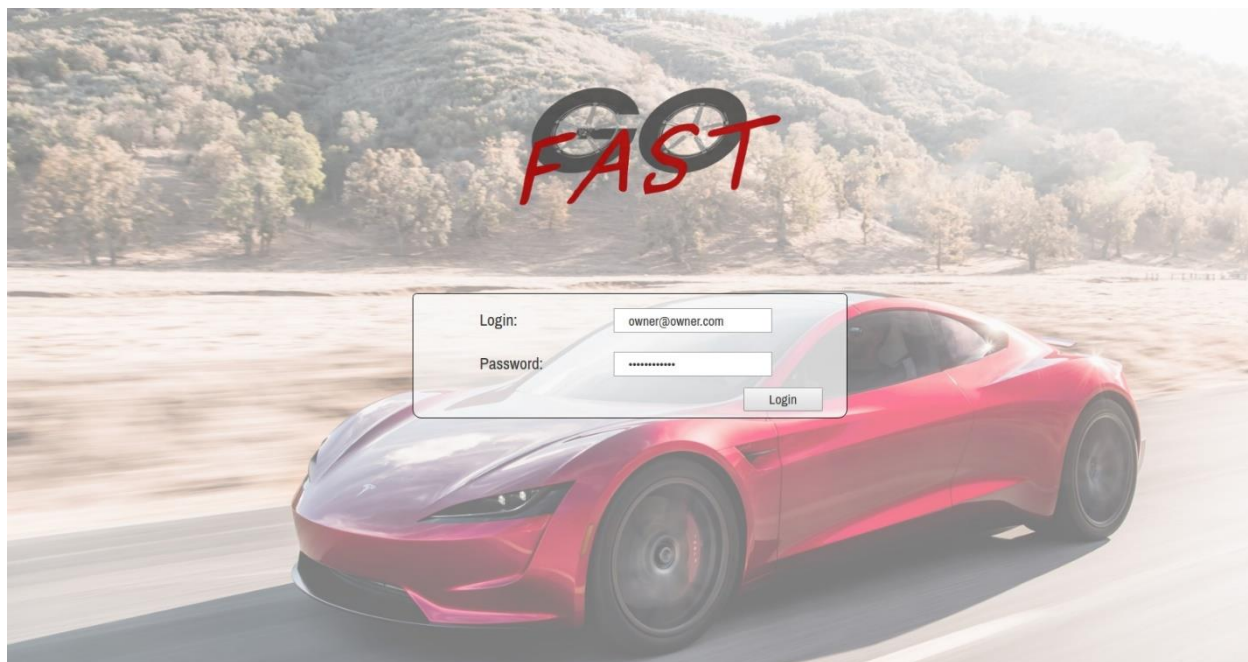 GO
FAST
Login: owner@owner.com
Password: ••••••••••••
Login